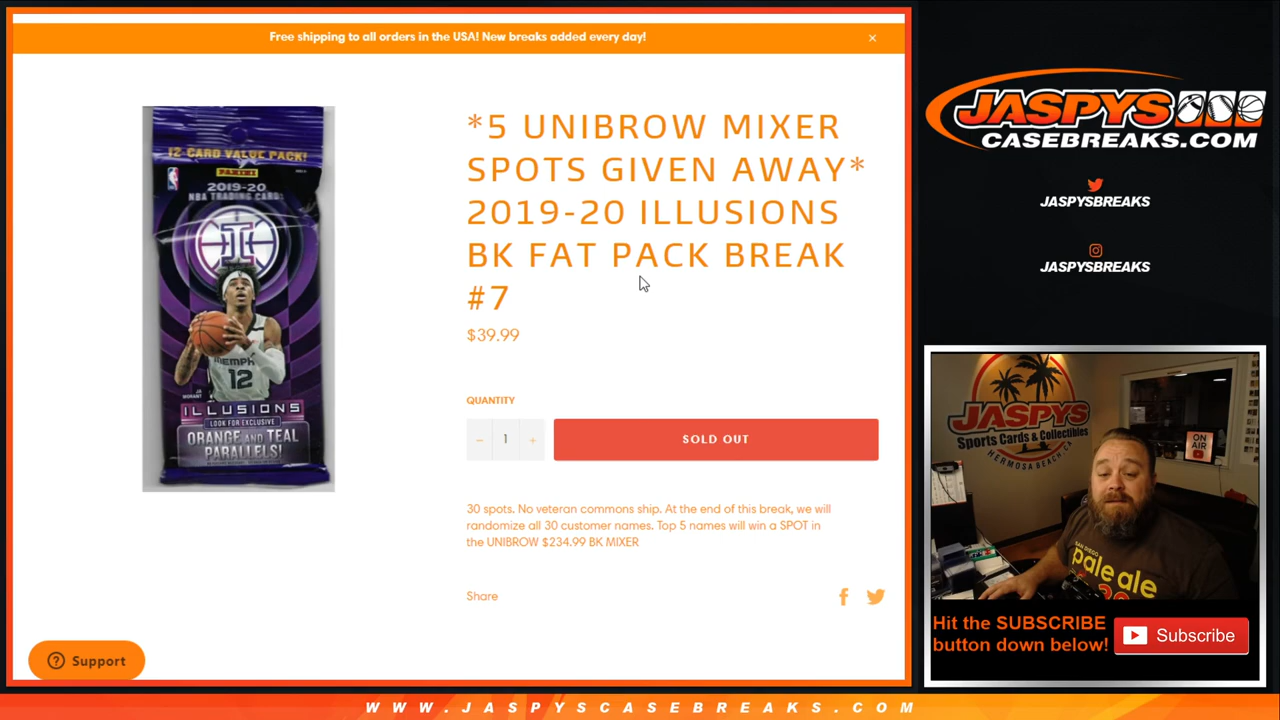 Free shipping to all orders in the USA! New breaks added every day!
×
12 CARD VALUE PACK!
PANINI
2019-20
NBA TRADING CARDS
MEMPHIS
12
JA
MORANT
ILLUSIONS
LOOK FOR EXCLUSIVE
ORANGE AND TEAL
PARALLELS!
*5 UNIBROW MIXER
SPOTS GIVEN AWAY*
2019-20 ILLUSIONS
BK FAT PACK BREAK
#7
$39.99
QUANTITY
− 1 +
SOLD OUT
30 spots. No veteran commons ship. At the end of this break, we will
randomize all 30 customer names. Top 5 names will win a SPOT in
the UNIBROW $234.99 BK MIXER
Share
Support
JASPYS
CASEBREAKS.COM
JASPYSBREAKS
JASPYSBREAKS
JASPYS
Sports Cards & Collectibles
HERMOSA BEACH, CA
ON
AIR
SAN DIEGO
pale ale
Hit the SUBSCRIBE
button down below!
Subscribe
WWW.JASPYSCASEBREAKS.COM